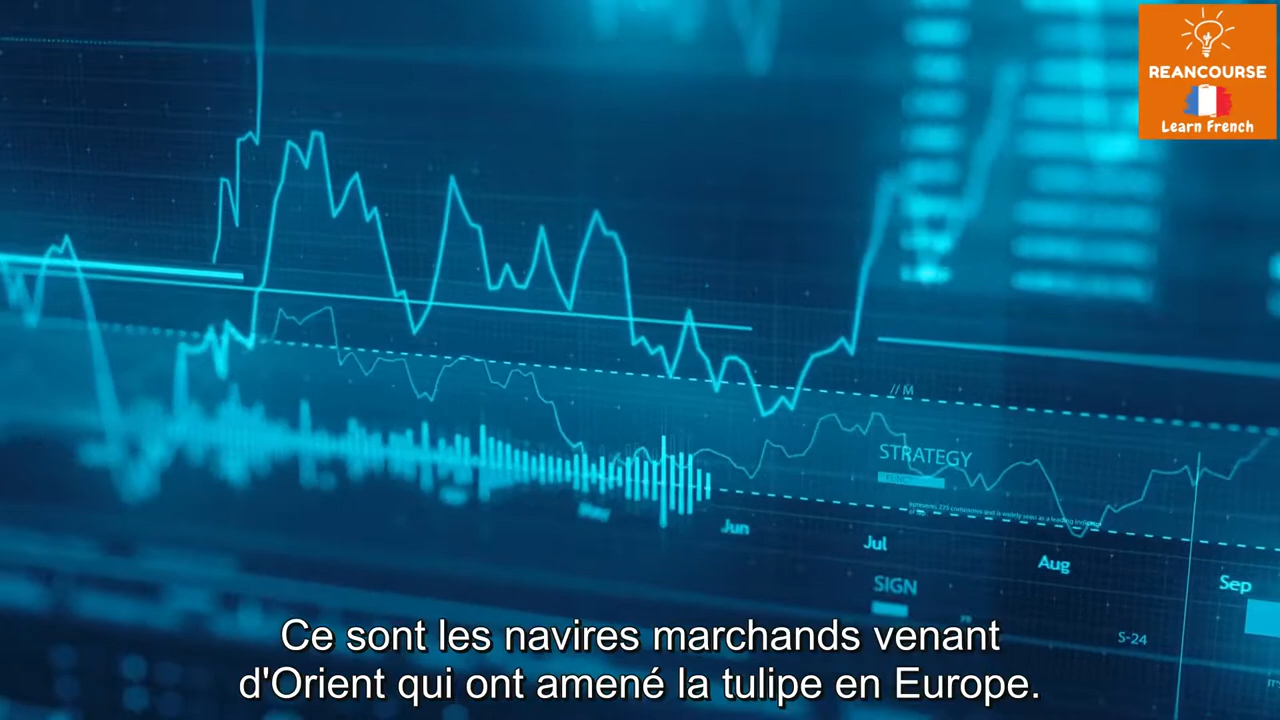 REANCOURSE
Learn French
// M
STRATEGY
May
Jun
Jul
Aug
Sep
SIGN
S-24
Ce sont les navires marchands venant
d'Orient qui ont amené la tulipe en Europe.